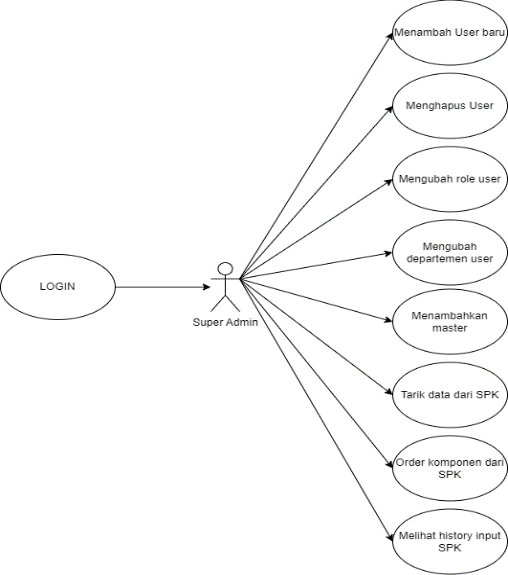 Menambah User baru
Menghapus User
Mengubah role user
Mengubah
departemen user
LOGIN
Super Admin
Menambahkan
master
Tarik data dari SPK
Order komponen dari
SPK
Melihat history input
SPK